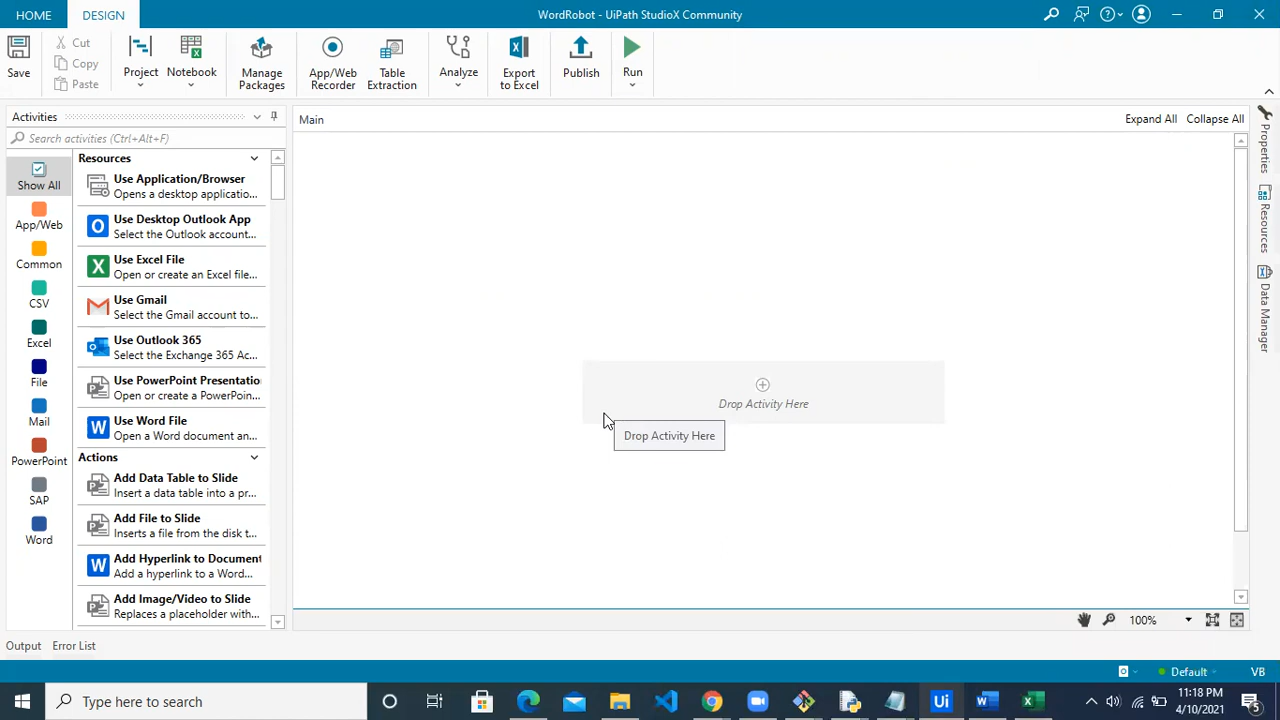 HOME
DESIGN
WordRobot - UiPath StudioX Community
Save
Cut
Copy
Paste
Project
Notebook
Manage
Packages
App/Web
Recorder
Table
Extraction
Analyze
Export
to Excel
Publish
Run
Activities
Search activities (Ctrl+Alt+F)
Show All
App/Web
Common
CSV
Excel
File
Mail
PowerPoint
SAP
Word
Resources
Use Application/Browser
Opens a desktop applicatio...
Use Desktop Outlook App
Select the Outlook account...
Use Excel File
Open or create an Excel file...
Use Gmail
Select the Gmail account to...
Use Outlook 365
Select the Exchange 365 Ac...
Use PowerPoint Presentatio
Open or create a PowerPoin...
Use Word File
Open a Word document an...
Actions
Add Data Table to Slide
Insert a data table into a pr...
Add File to Slide
Inserts a file from the disk t...
Add Hyperlink to Document
Add a hyperlink to a Word...
Add Image/Video to Slide
Replaces a placeholder with...
Main
Expand All
Collapse All
Drop Activity Here
Drop Activity Here
100%
Properties
Resources
Data Manager
Output
Error List
Default
VB
Type here to search
Ui
11:18 PM
4/10/2021
5